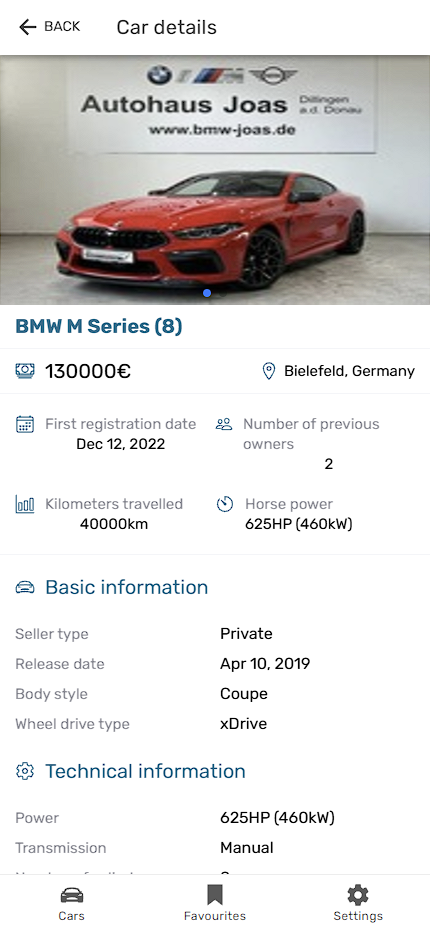 BACK
Car details
Autohaus Joas
Dillingen
a.d. Donau
www.bmw-joas.de
BMW M Series (8)
130000€
Bielefeld, Germany
First registration date
Dec 12, 2022
Number of previous
owners
2
Kilometers travelled
40000km
Horse power
625HP (460kW)
Basic information
Seller type Private
Release date Apr 10, 2019
Body style Coupe
Wheel drive type xDrive
Technical information
Power 625HP (460kW)
Transmission Manual
Cars
Favourites
Settings